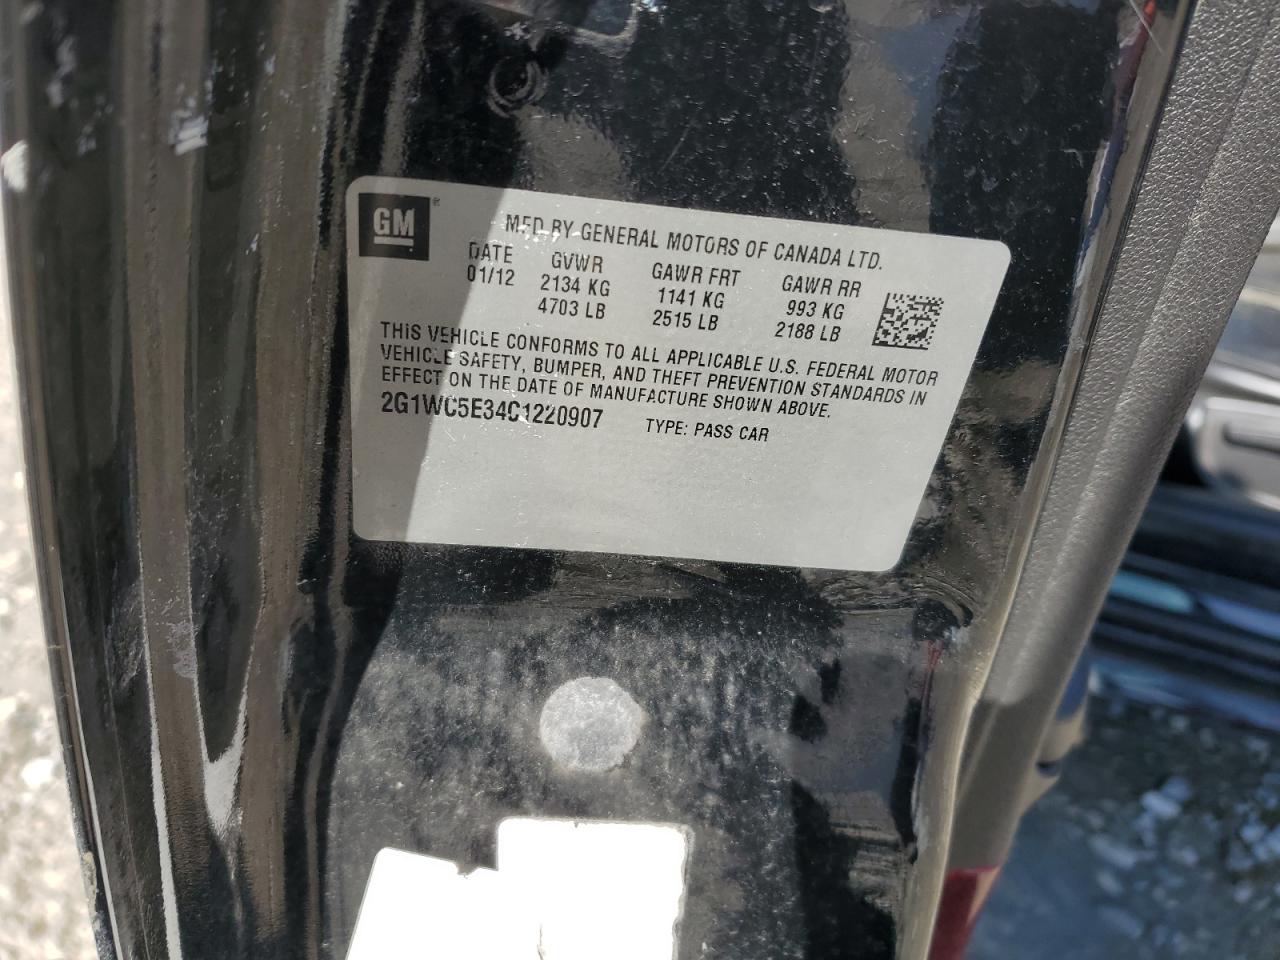 GM ®
MFD BY GENERAL MOTORS OF CANADA LTD.
DATE GVWR GAWR FRT GAWR RR
01/12 2134 KG 1141 KG 993 KG
4703 LB 2515 LB 2188 LB
THIS VEHICLE CONFORMS TO ALL APPLICABLE U.S. FEDERAL MOTOR
VEHICLE SAFETY, BUMPER, AND THEFT PREVENTION STANDARDS IN
EFFECT ON THE DATE OF MANUFACTURE SHOWN ABOVE.
2G1WC5E34C1220907 TYPE: PASS CAR